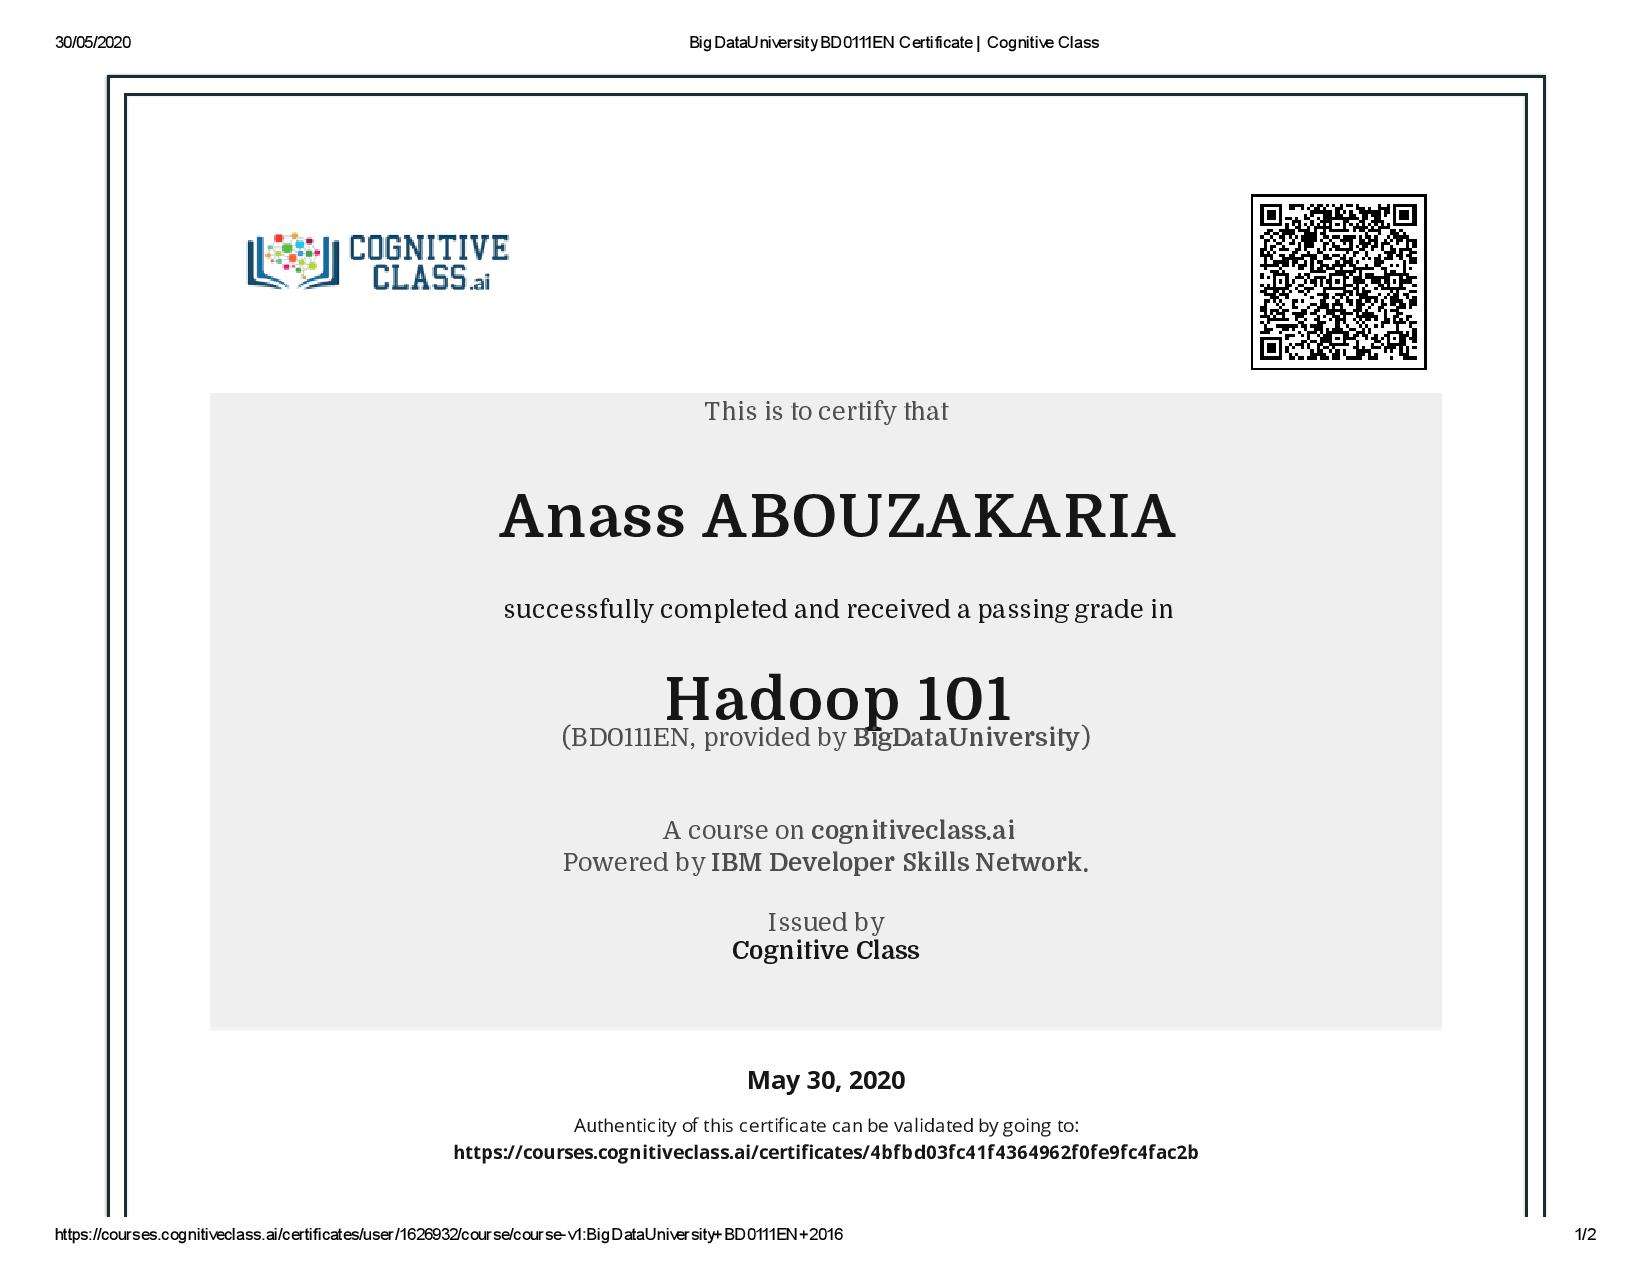 30/05/2020
BigDataUniversity BD0111EN Certificate | Cognitive Class
COGNITIVE
CLASS.ai
This is to certify that
Anass ABOUZAKARIA
successfully completed and received a passing grade in
Hadoop 101
(BD0111EN, provided by BigDataUniversity)
A course on cognitiveclass.ai
Powered by IBM Developer Skills Network.
Issued by
Cognitive Class
May 30, 2020
Authenticity of this certificate can be validated by going to:
https://courses.cognitiveclass.ai/certificates/4bfbd03fc41f4364962f0fe9fc4fac2b
https://courses.cognitiveclass.ai/certificates/user/1626932/course/course-v1:BigDataUniversity+BD0111EN+2016
1/2